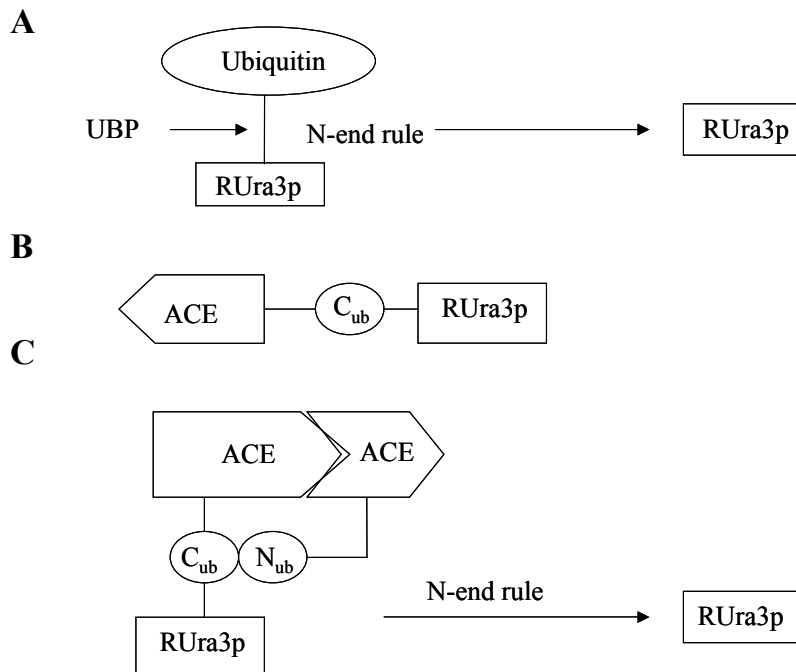 A
Ubiquitin
UBP
N-end rule
RUra3p
RUra3p
B
ACE
Cub
RUra3p
C
ACE
ACE
Cub
Nub
N-end rule
RUra3p
RUra3p